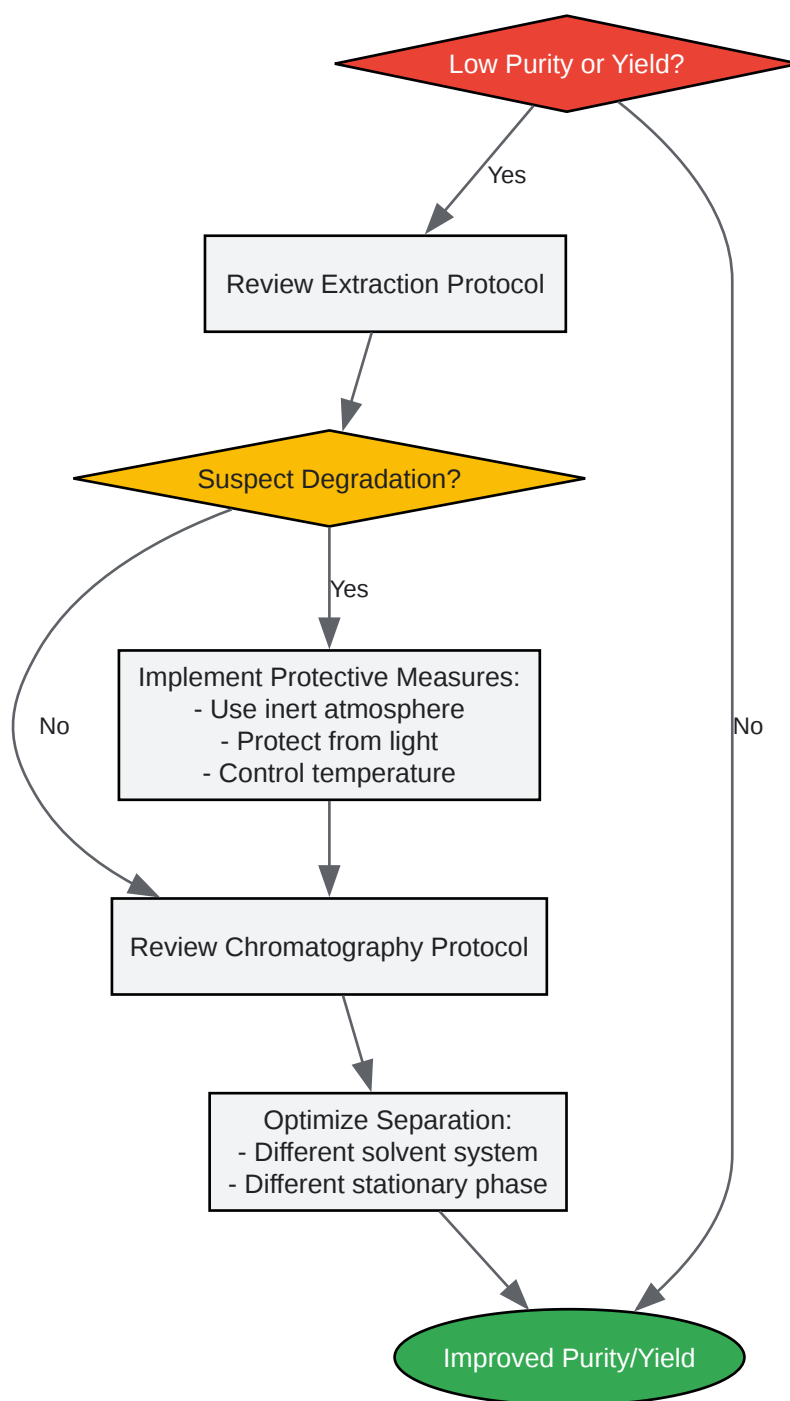 Low Purity or Yield?
Yes
Review Extraction Protocol
Suspect Degradation?
Yes
Implement Protective Measures:
- Use inert atmosphere
- Protect from light
- Control temperature
No
No
Review Chromatography Protocol
Optimize Separation:
- Different solvent system
- Different stationary phase
Improved Purity/Yield